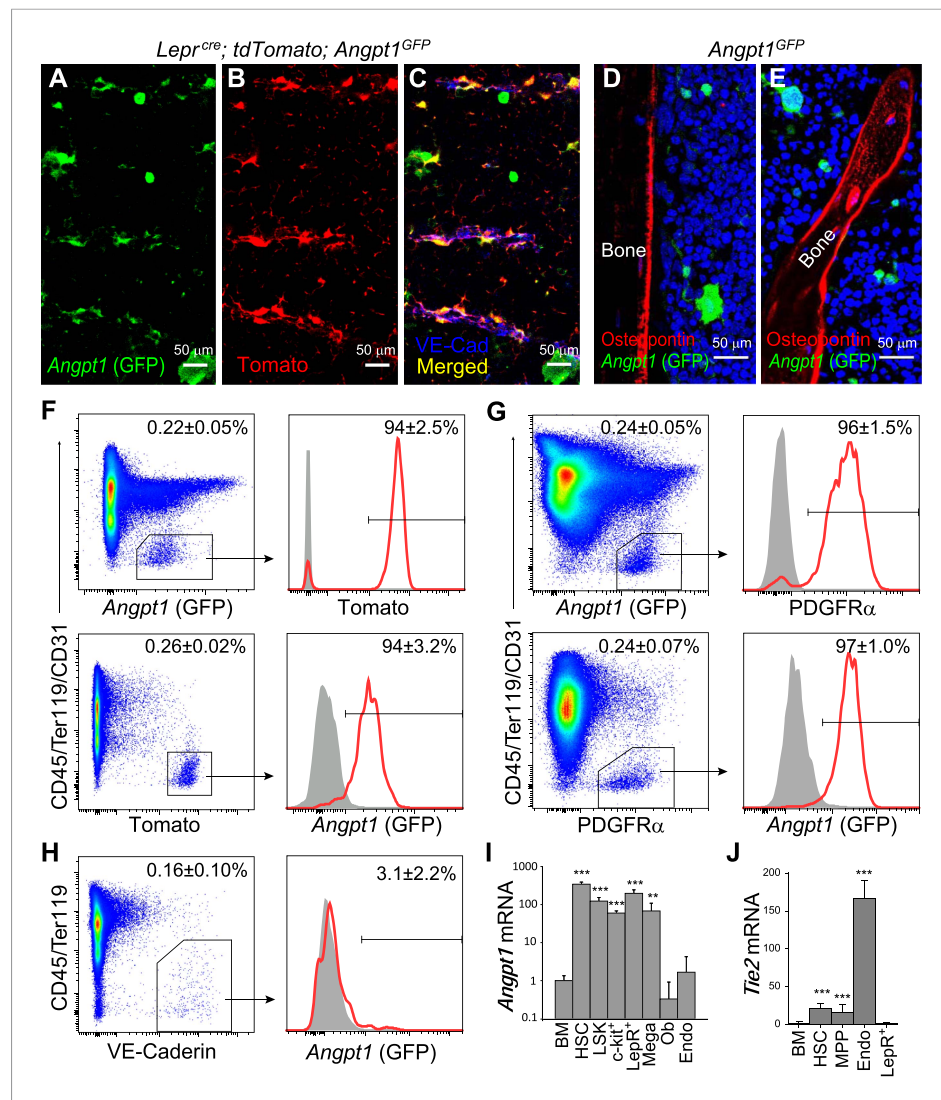 Lepr^cre; tdTomato; Angpt1^GFP
Angpt1^GFP
A
B
C
D
E
Bone
Bone
50 µm
50 µm
50 µm
50 µm
50 µm
Angpt1 (GFP)
Tomato
VE-Cad
Merged
Osteopontin
Angpt1 (GFP)
Osteopontin
Angpt1 (GFP)
F
0.22±0.05%
94±2.5%
Angpt1 (GFP)
Tomato
0.26±0.02%
94±3.2%
CD45/Ter119/CD31
Tomato
Angpt1 (GFP)
G
0.24±0.05%
96±1.5%
Angpt1 (GFP)
PDGFRα
0.24±0.07%
97±1.0%
CD45/Ter119/CD31
PDGFRα
Angpt1 (GFP)
H
0.16±0.10%
3.1±2.2%
CD45/Ter119
VE-Caderin
Angpt1 (GFP)
I
Angpt1 mRNA
1000
100
10
1
0.1
***
***
***
***
**
BM
HSC
LSK
c-kit⁺
LepR⁺
Mega
Ob
Endo
J
Tie2 mRNA
200
150
100
50
0
***
***
***
BM
HSC
MPP
Endo
LepR⁺